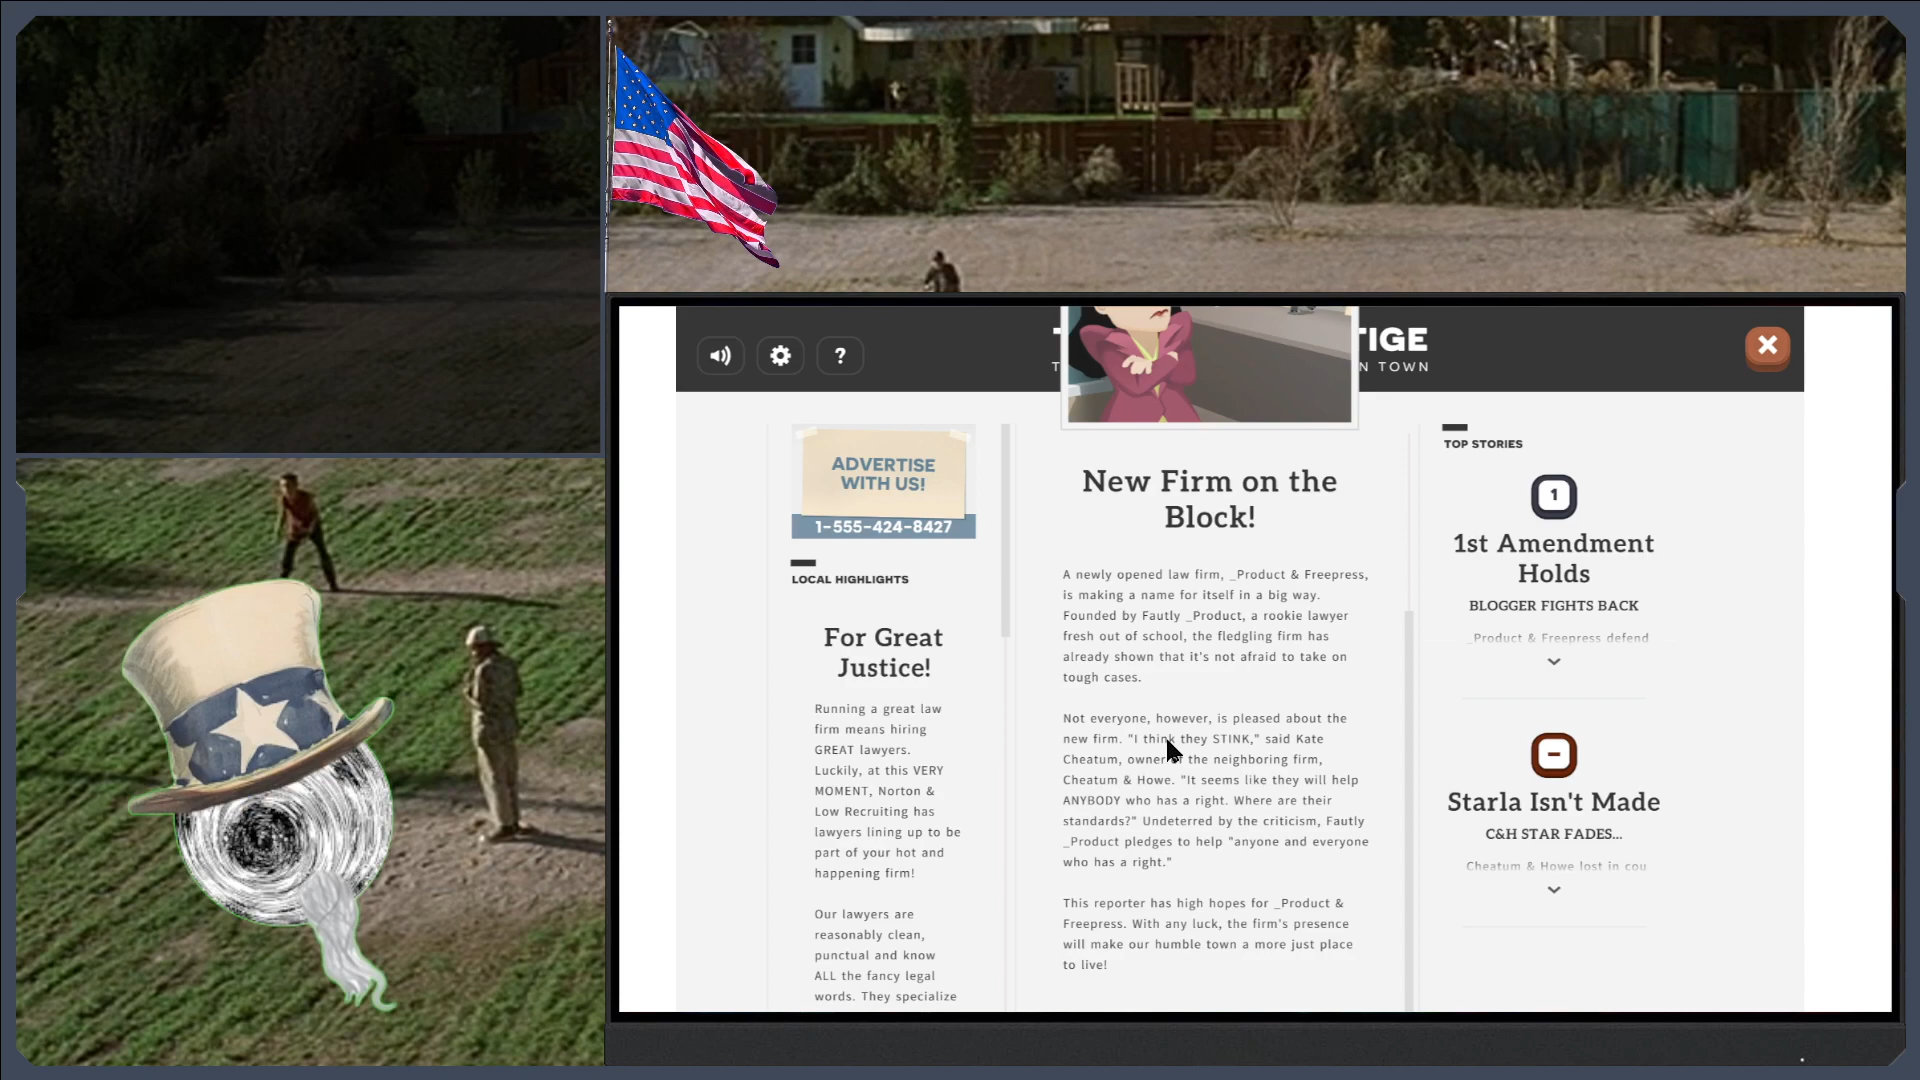 ?
TIGE
N TOWN
ADVERTISE
WITH US!
1-555-424-8427
LOCAL HIGHLIGHTS
For Great
Justice!
Running a great law
firm means hiring
GREAT lawyers.
Luckily, at this VERY
MOMENT, Norton &
Low Recruiting has
lawyers lining up to be
part of your hot and
happening firm!
Our lawyers are
reasonably clean,
punctual and know
ALL the fancy legal
words. They specialize
New Firm on the
Block!
A newly opened law firm, _Product & Freepress,
is making a name for itself in a big way.
Founded by Fautly _Product, a rookie lawyer
fresh out of school, the fledgling firm has
already shown that it's not afraid to take on
tough cases.
Not everyone, however, is pleased about the
new firm. "I think they STINK," said Kate
Cheatum, owner of the neighboring firm,
Cheatum & Howe. "It seems like they will help
ANYBODY who has a right. Where are their
standards?" Undeterred by the criticism, Fautly
_Product pledges to help "anyone and everyone
who has a right."
This reporter has high hopes for _Product &
Freepress. With any luck, the firm's presence
will make our humble town a more just place
to live!
TOP STORIES
1
1st Amendment
Holds
BLOGGER FIGHTS BACK
_Product & Freepress defend
Starla Isn't Made
C&H STAR FADES...
Cheatum & Howe lost in cou